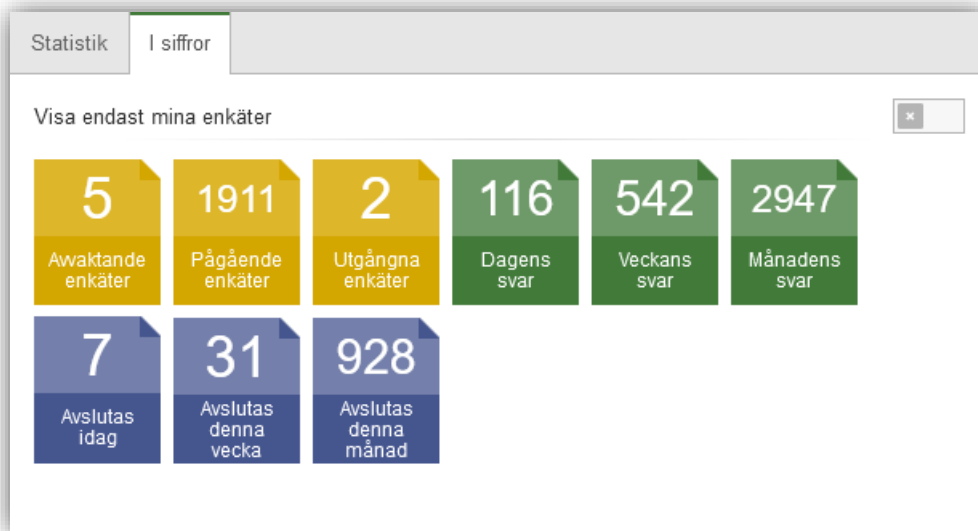 Statistik
I siffror
Visa endast mina enkäter
5
Avvaktande
enkäter
1911
Pågående
enkäter
2
Utgångna
enkäter
116
Dagens
svar
542
Veckans
svar
2947
Månadens
svar
7
Avslutas
idag
31
Avslutas
denna
vecka
928
Avslutas
denna
månad